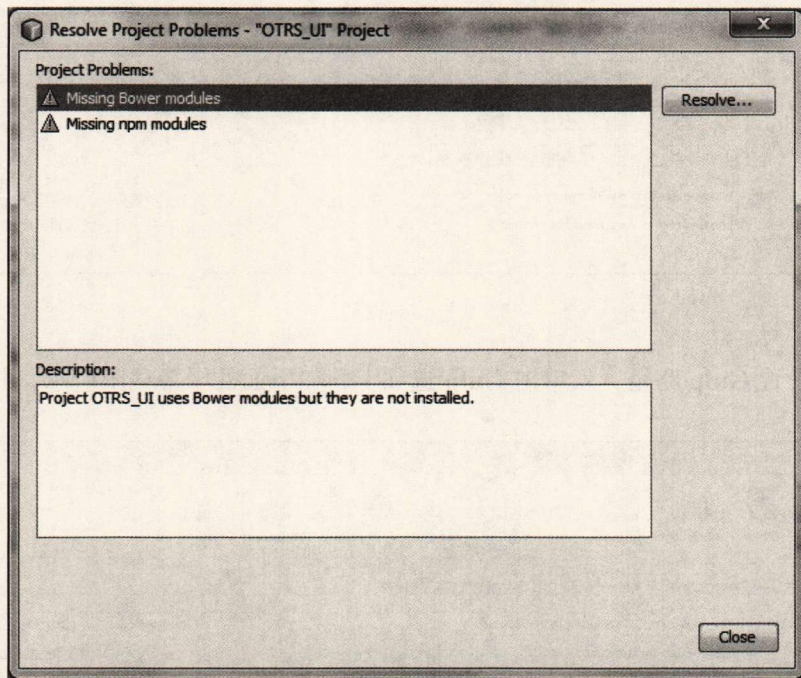 Resolve Project Problems - "OTRS_UI" Project
X
Project Problems:
Missing Bower modules
Resolve...
Missing npm modules
Description:
Project OTRS_UI uses Bower modules but they are not installed.
Close